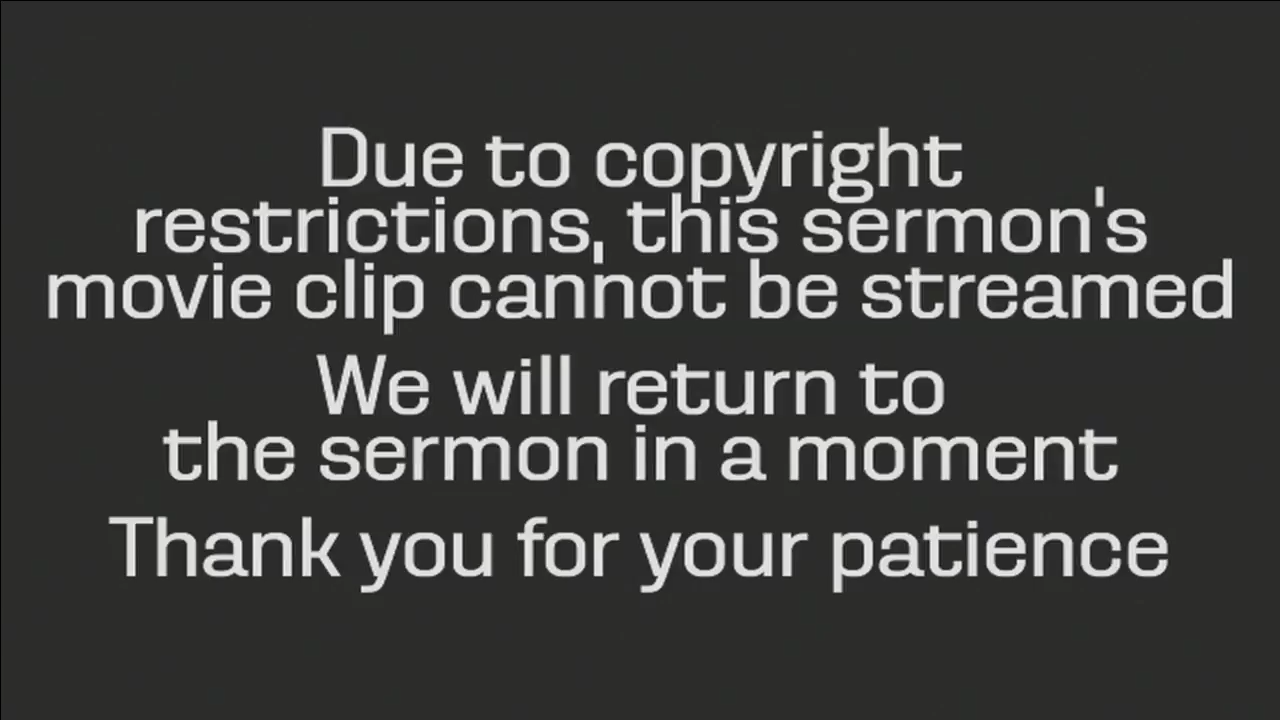 Due to copyright
restrictions, this sermon's
movie clip cannot be streamed
We will return to
the sermon in a moment
Thank you for your patience